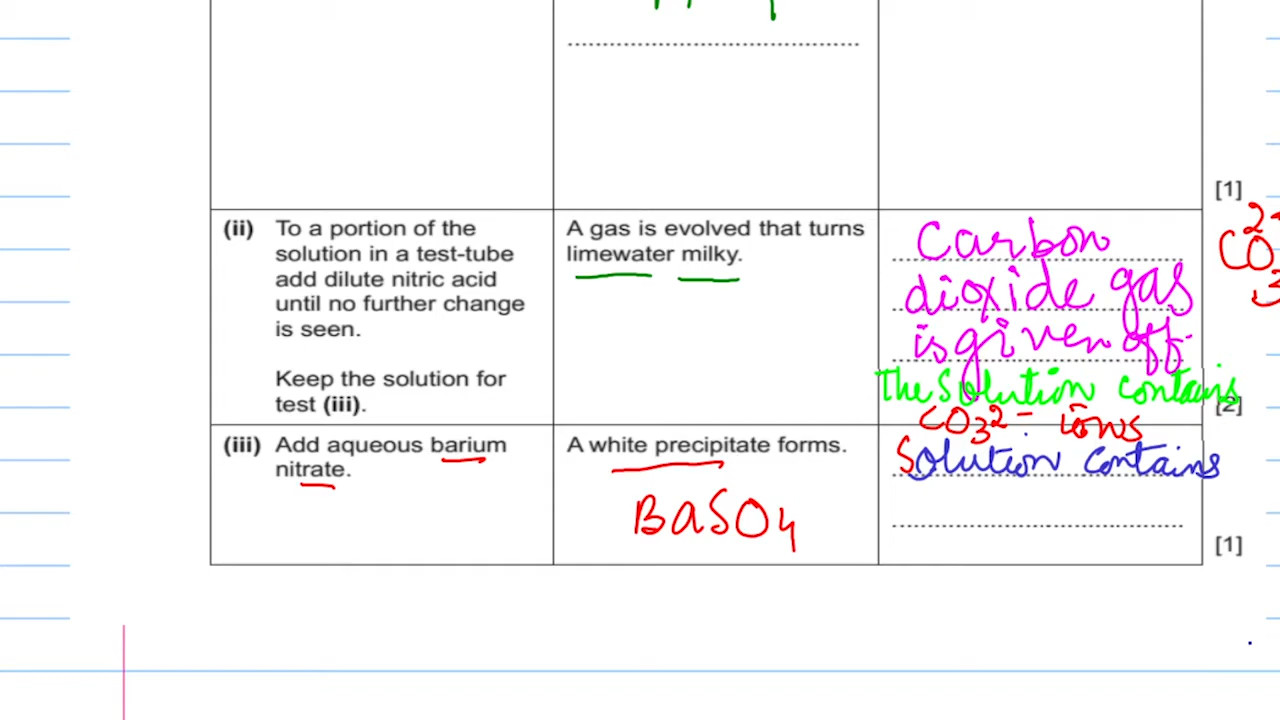 [1]
(ii) To a portion of the
solution in a test-tube
add dilute nitric acid
until no further change
is seen.
Keep the solution for
test (iii).
A gas is evolved that turns
limewater milky.
Carbon
dioxide gas
is given off.
The Solution contains
CO3 2- ions
[2]
CO3 2-
(iii) Add aqueous barium
nitrate.
A white precipitate forms.
BaSO4
Solution contains
[1]